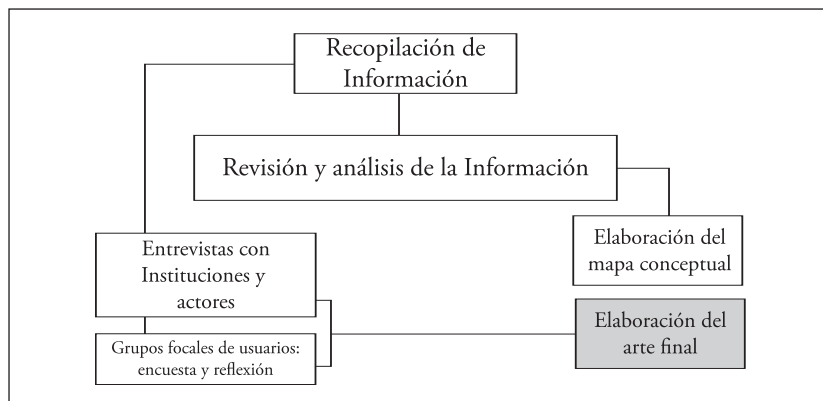 Recopilación de
Información
Revisión y análisis de la Información
Elaboración del
mapa conceptual
Entrevistas con
Instituciones y
actores
Elaboración del
arte final
Grupos focales de usuarios:
encuesta y reflexión